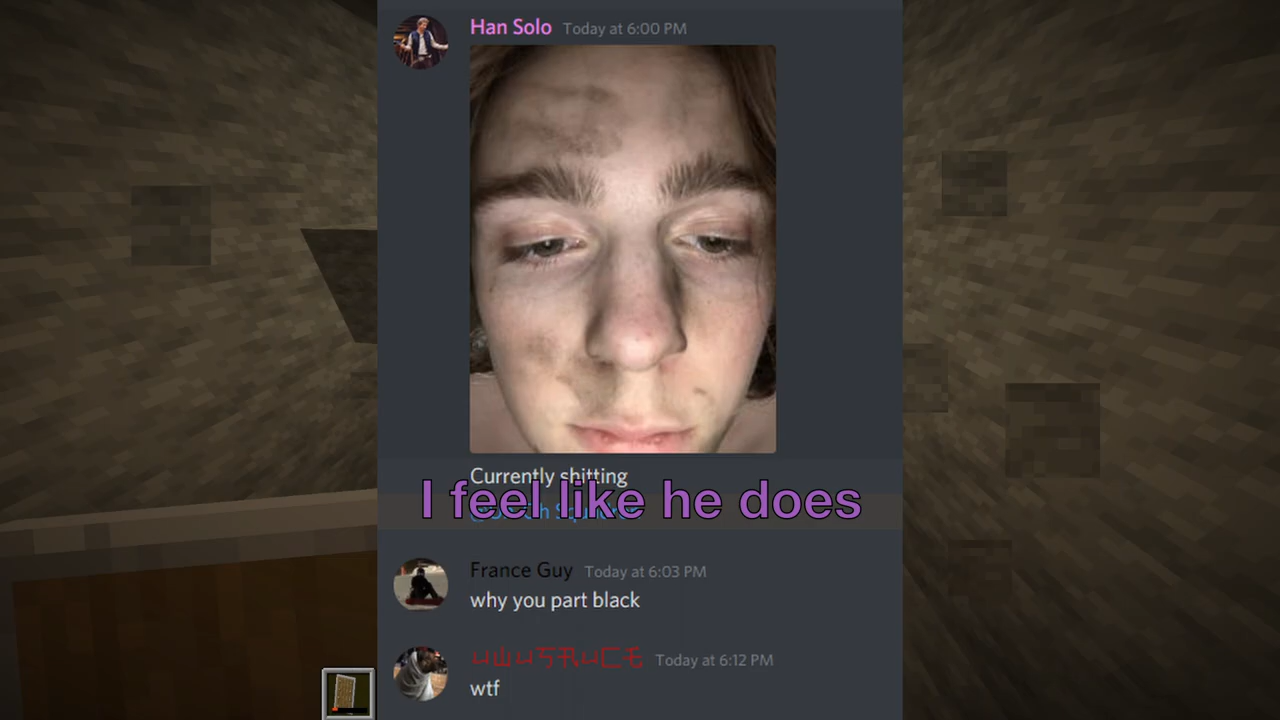 Han Solo Today at 6:00 PM
Currently shitting
I feel like he does
France Guy Today at 6:03 PM
why you part black
Today at 6:12 PM
wtf